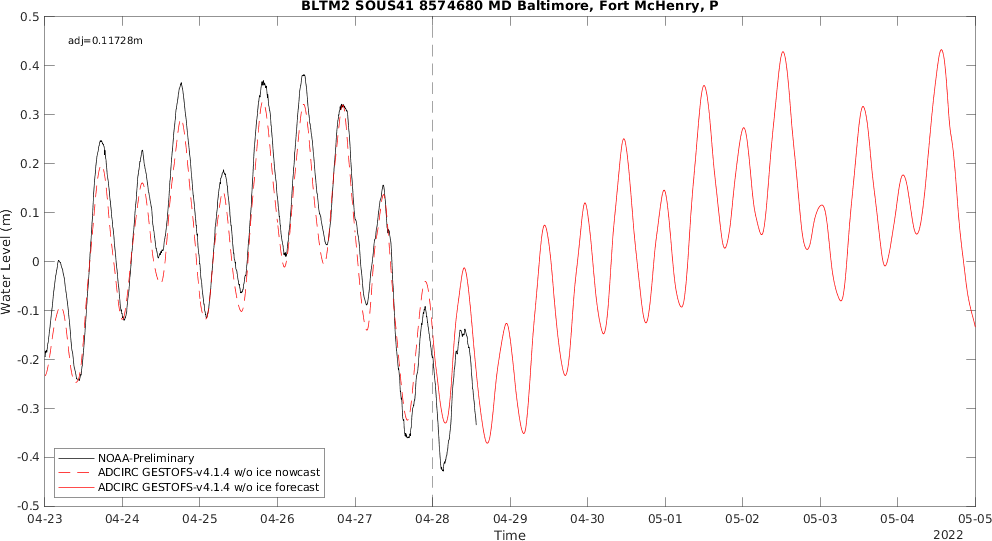 BLTM2 SOUS41 8574680 MD Baltimore, Fort McHenry, P
adj=0.11728m
0.5
0.4
0.3
0.2
0.1
0
-0.1
-0.2
-0.3
-0.4
-0.5
Water Level (m)
NOAA-Preliminary
ADCIRC GESTOFS-v4.1.4 w/o ice nowcast
ADCIRC GESTOFS-v4.1.4 w/o ice forecast
04-23 04-24 04-25 04-26 04-27 04-28 04-29 04-30 05-01 05-02 05-03 05-04 05-05
Time
2022